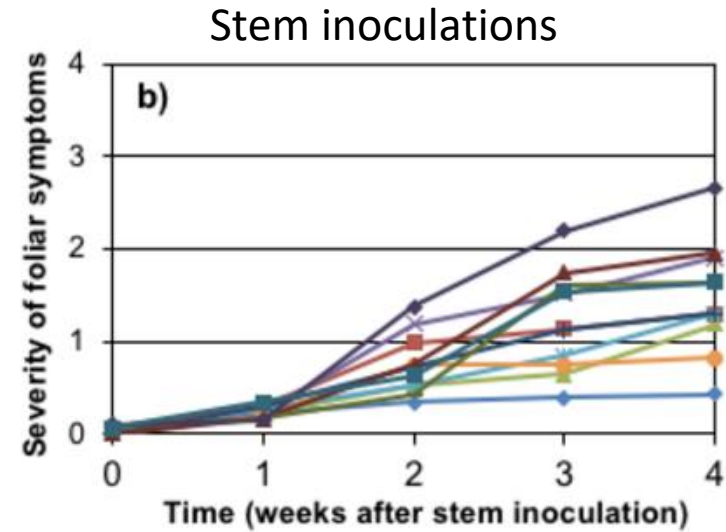 Stem inoculations
b)
Severity of foliar symptoms
4
3
2
1
0
0 1 2 3 4
Time (weeks after stem inoculation)